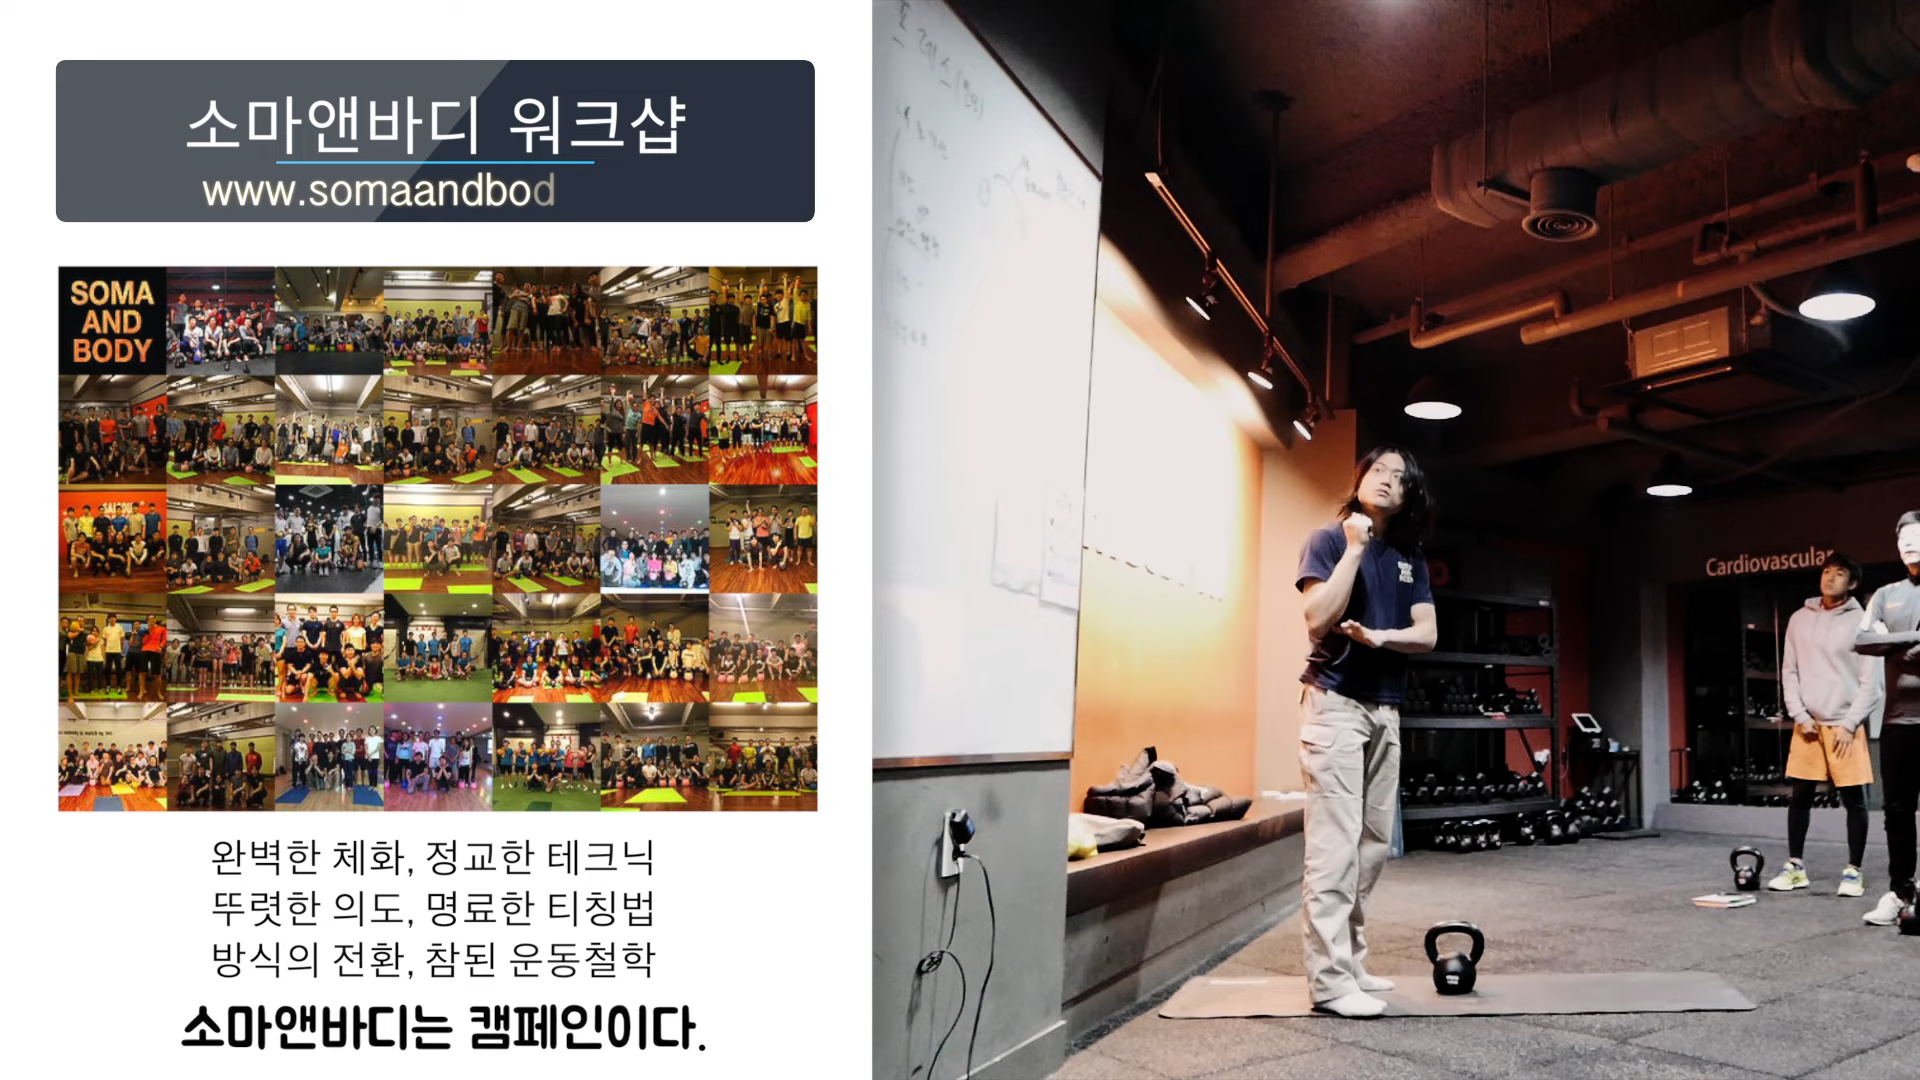 소마앤바디 워크샵
www.somaandbod
SOMA
AND
BODY
완벽한 체화, 정교한 테크닉
뚜렷한 의도, 명료한 티칭법
방식의 전환, 참된 운동철학
소마앤바디는 캠페인이다.
Cardiovascular
SOMA
AND
BODY